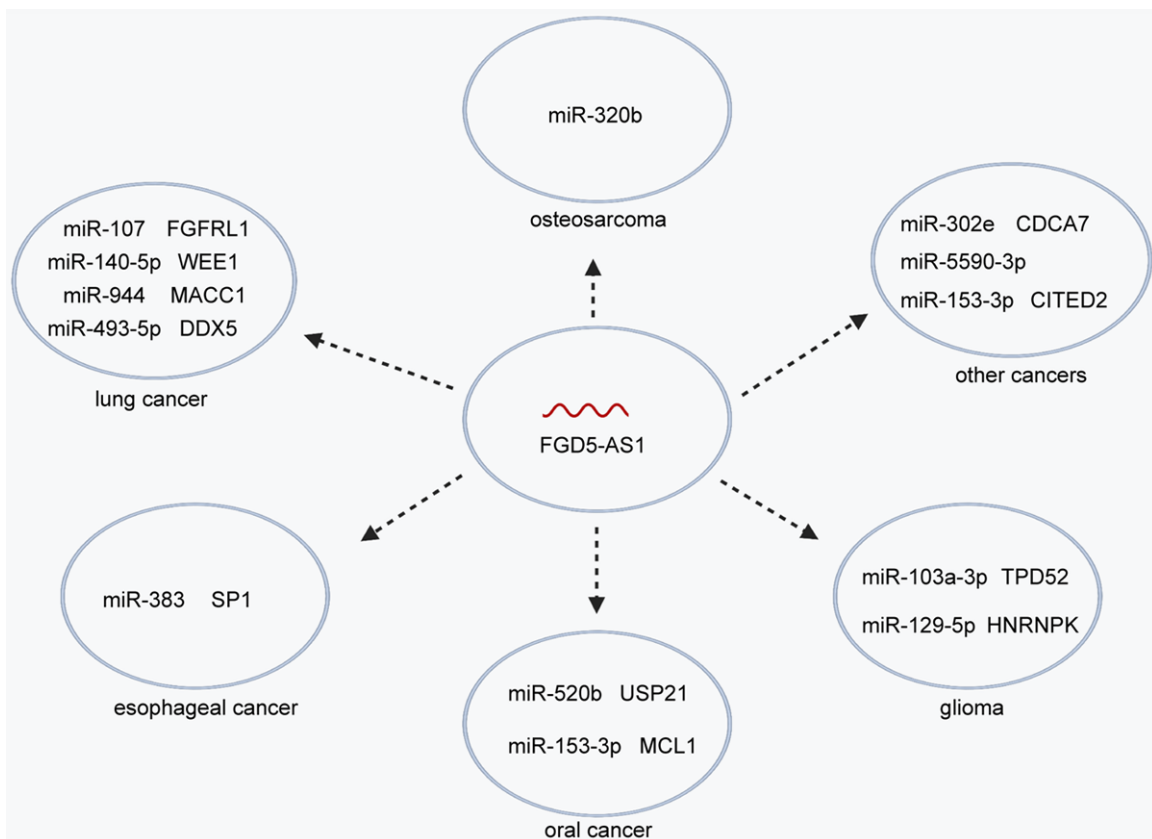 miR-320b
osteosarcoma
miR-107 FGFRL1
miR-140-5p WEE1
miR-944 MACC1
miR-493-5p DDX5
lung cancer
miR-302e CDCA7
miR-5590-3p
miR-153-3p CITED2
other cancers
FGD5-AS1
miR-383 SP1
esophageal cancer
miR-103a-3p TPD52
miR-129-5p HNRNPK
glioma
miR-520b USP21
miR-153-3p MCL1
oral cancer